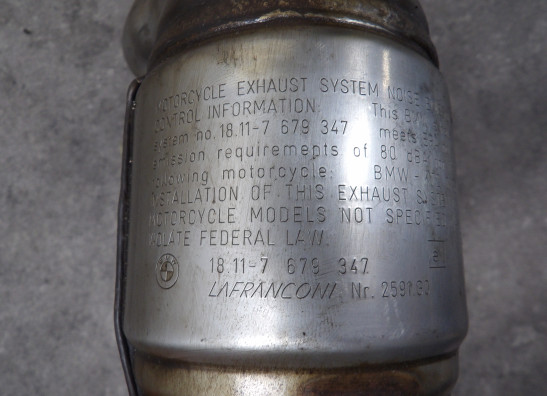 MOTORCYCLE EXHAUST SYSTEM NOISE
CONTROL INFORMATION: This
system no. 18.11-7 679 347 meets
emission requirements of 80
following motorcycle: BMW -
INSTALLATION OF THIS EXHAUST
MOTORCYCLE MODELS NOT
VIOLATE FEDERAL LAW.
18.11-7 679 347
LAFRANCONI Nr.